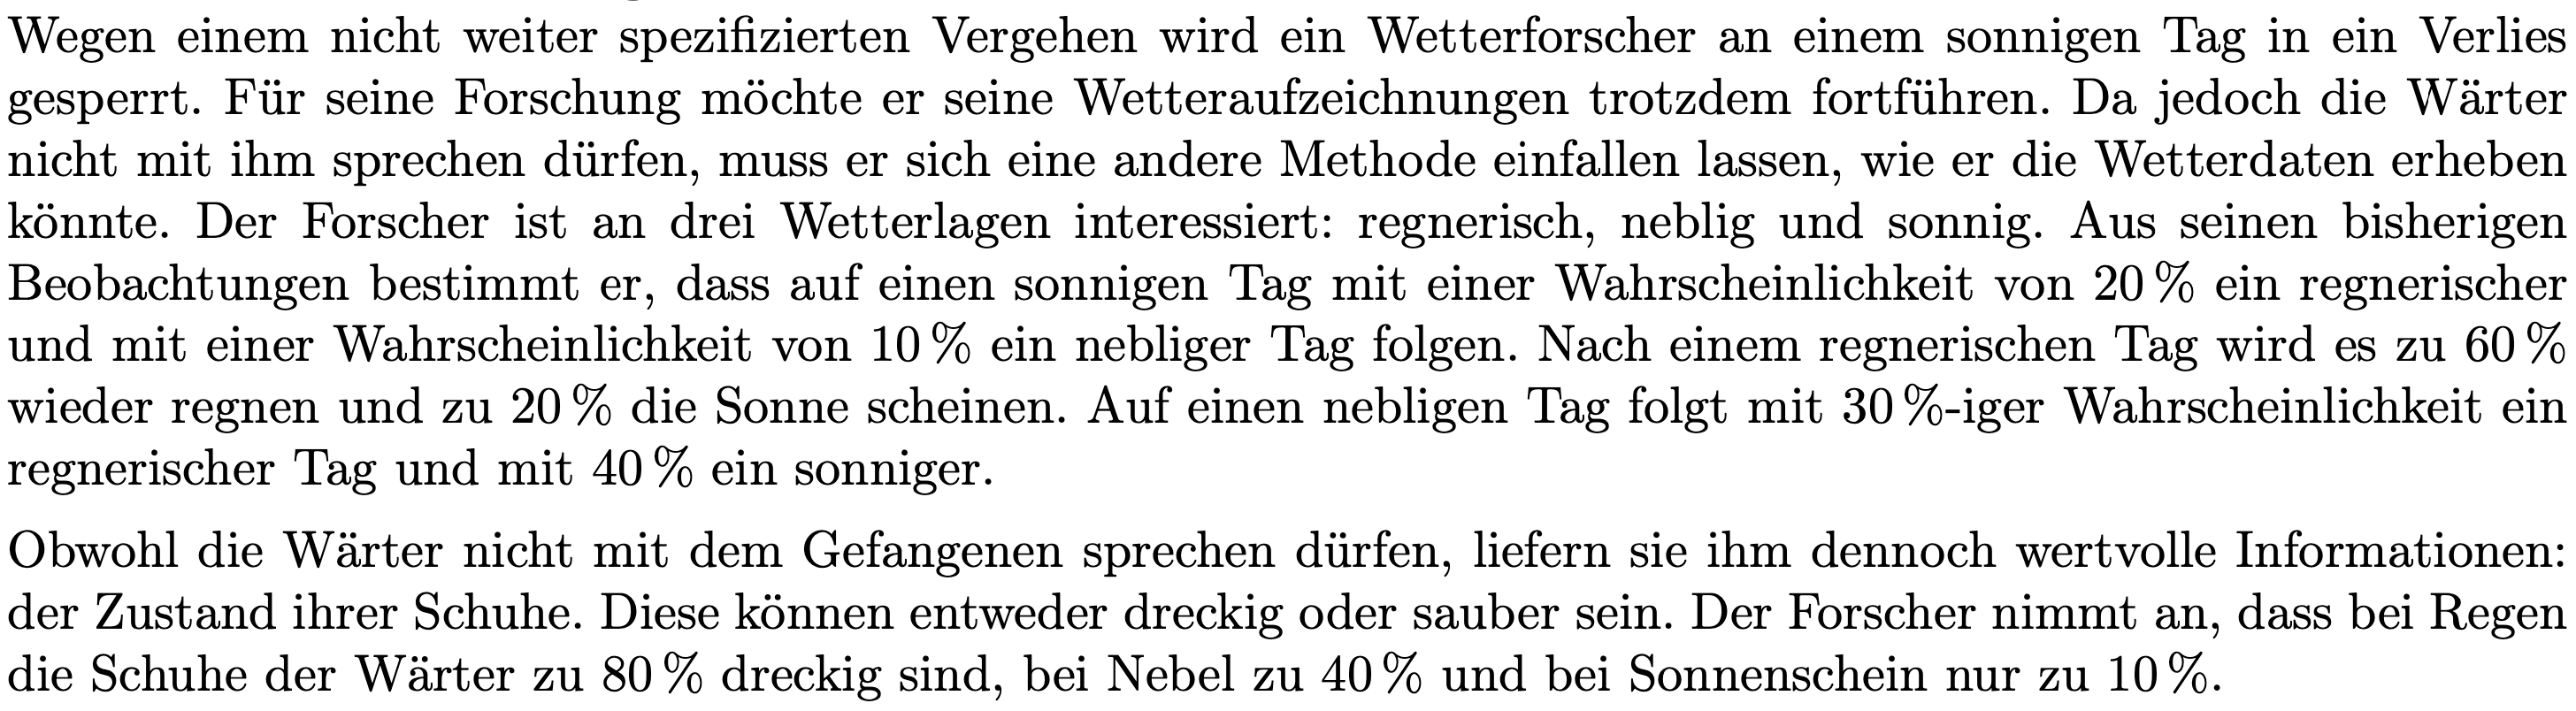 Wegen einem nicht weiter spezifizierten Vergehen wird ein Wetterforscher an einem sonnigen Tag in ein Verlies
gesperrt. Für seine Forschung möchte er seine Wetteraufzeichnungen trotzdem fortführen. Da jedoch die Wärter
nicht mit ihm sprechen dürfen, muss er sich eine andere Methode einfallen lassen, wie er die Wetterdaten erheben
könnte. Der Forscher ist an drei Wetterlagen interessiert: regnerisch, neblig und sonnig. Aus seinen bisherigen
Beobachtungen bestimmt er, dass auf einen sonnigen Tag mit einer Wahrscheinlichkeit von 20 % ein regnerischer
und mit einer Wahrscheinlichkeit von 10 % ein nebliger Tag folgen. Nach einem regnerischen Tag wird es zu 60 %
wieder regnen und zu 20 % die Sonne scheinen. Auf einen nebligen Tag folgt mit 30 %-iger Wahrscheinlichkeit ein
regnerischer Tag und mit 40 % ein sonniger.
Obwohl die Wärter nicht mit dem Gefangenen sprechen dürfen, liefern sie ihm dennoch wertvolle Informationen:
der Zustand ihrer Schuhe. Diese können entweder dreckig oder sauber sein. Der Forscher nimmt an, dass bei Regen
die Schuhe der Wärter zu 80 % dreckig sind, bei Nebel zu 40 % und bei Sonnenschein nur zu 10 %.